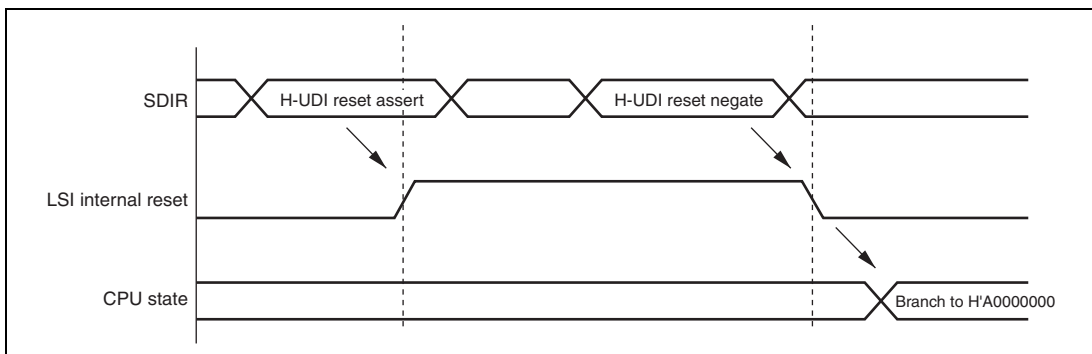 SDIR
H-UDI reset assert
H-UDI reset negate
LSI internal reset
CPU state
Branch to H'A0000000